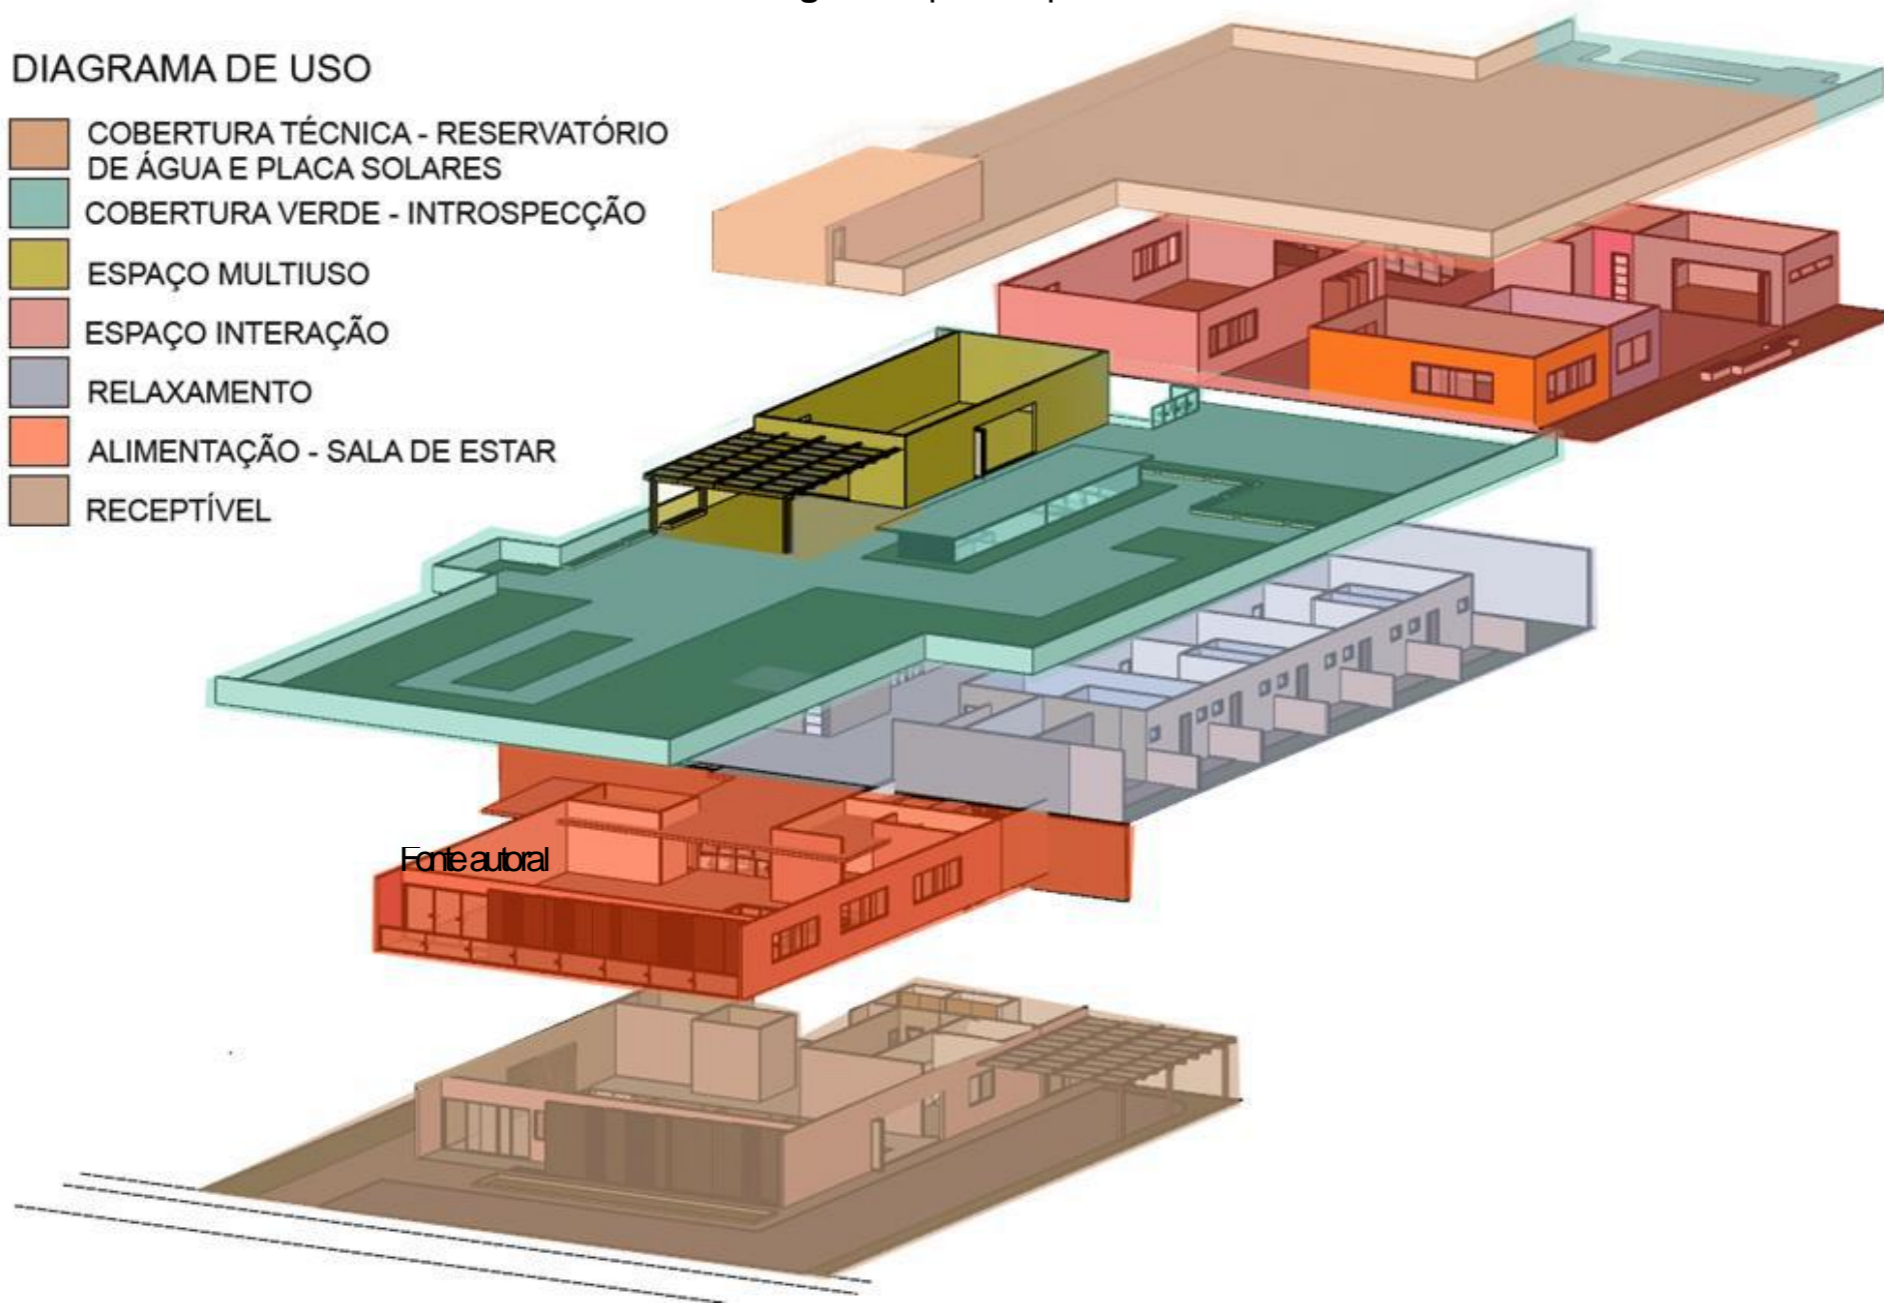 DIAGRAMA DE USO
COBERTURA TÉCNICA - RESERVATÓRIO
DE ÁGUA E PLACA SOLARES
COBERTURA VERDE - INTROSPECÇÃO
ESPAÇO MULTIUSO
ESPAÇO INTERAÇÃO
RELAXAMENTO
ALIMENTAÇÃO - SALA DE ESTAR
RECEPTÍVEL
Fonte autoral